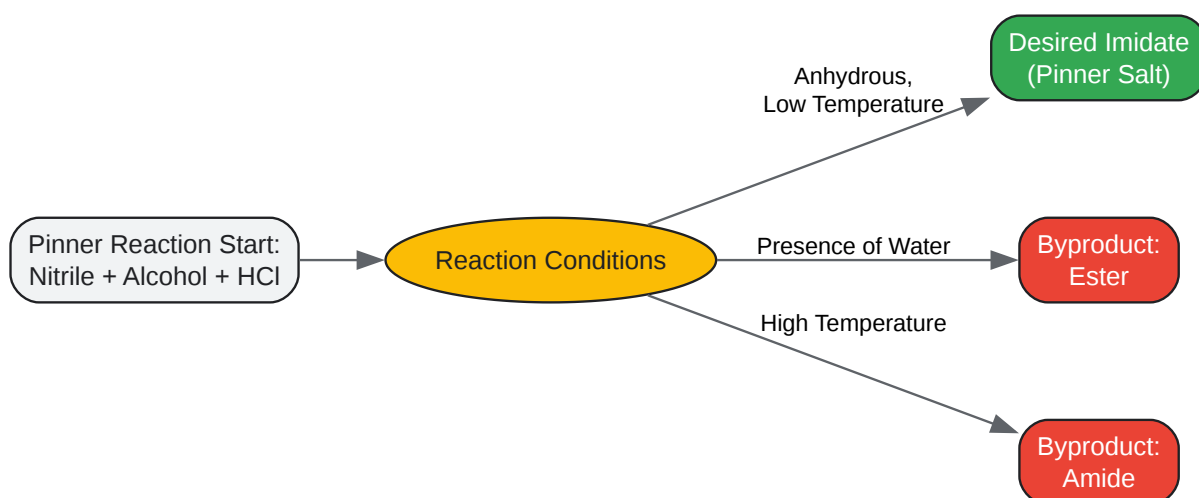 Desired Imidate
(Pinner Salt)
Anhydrous,
Low Temperature
Pinner Reaction Start:
Nitrile + Alcohol + HCl
Reaction Conditions
Presence of Water
Byproduct:
Ester
High Temperature
Byproduct:
Amide